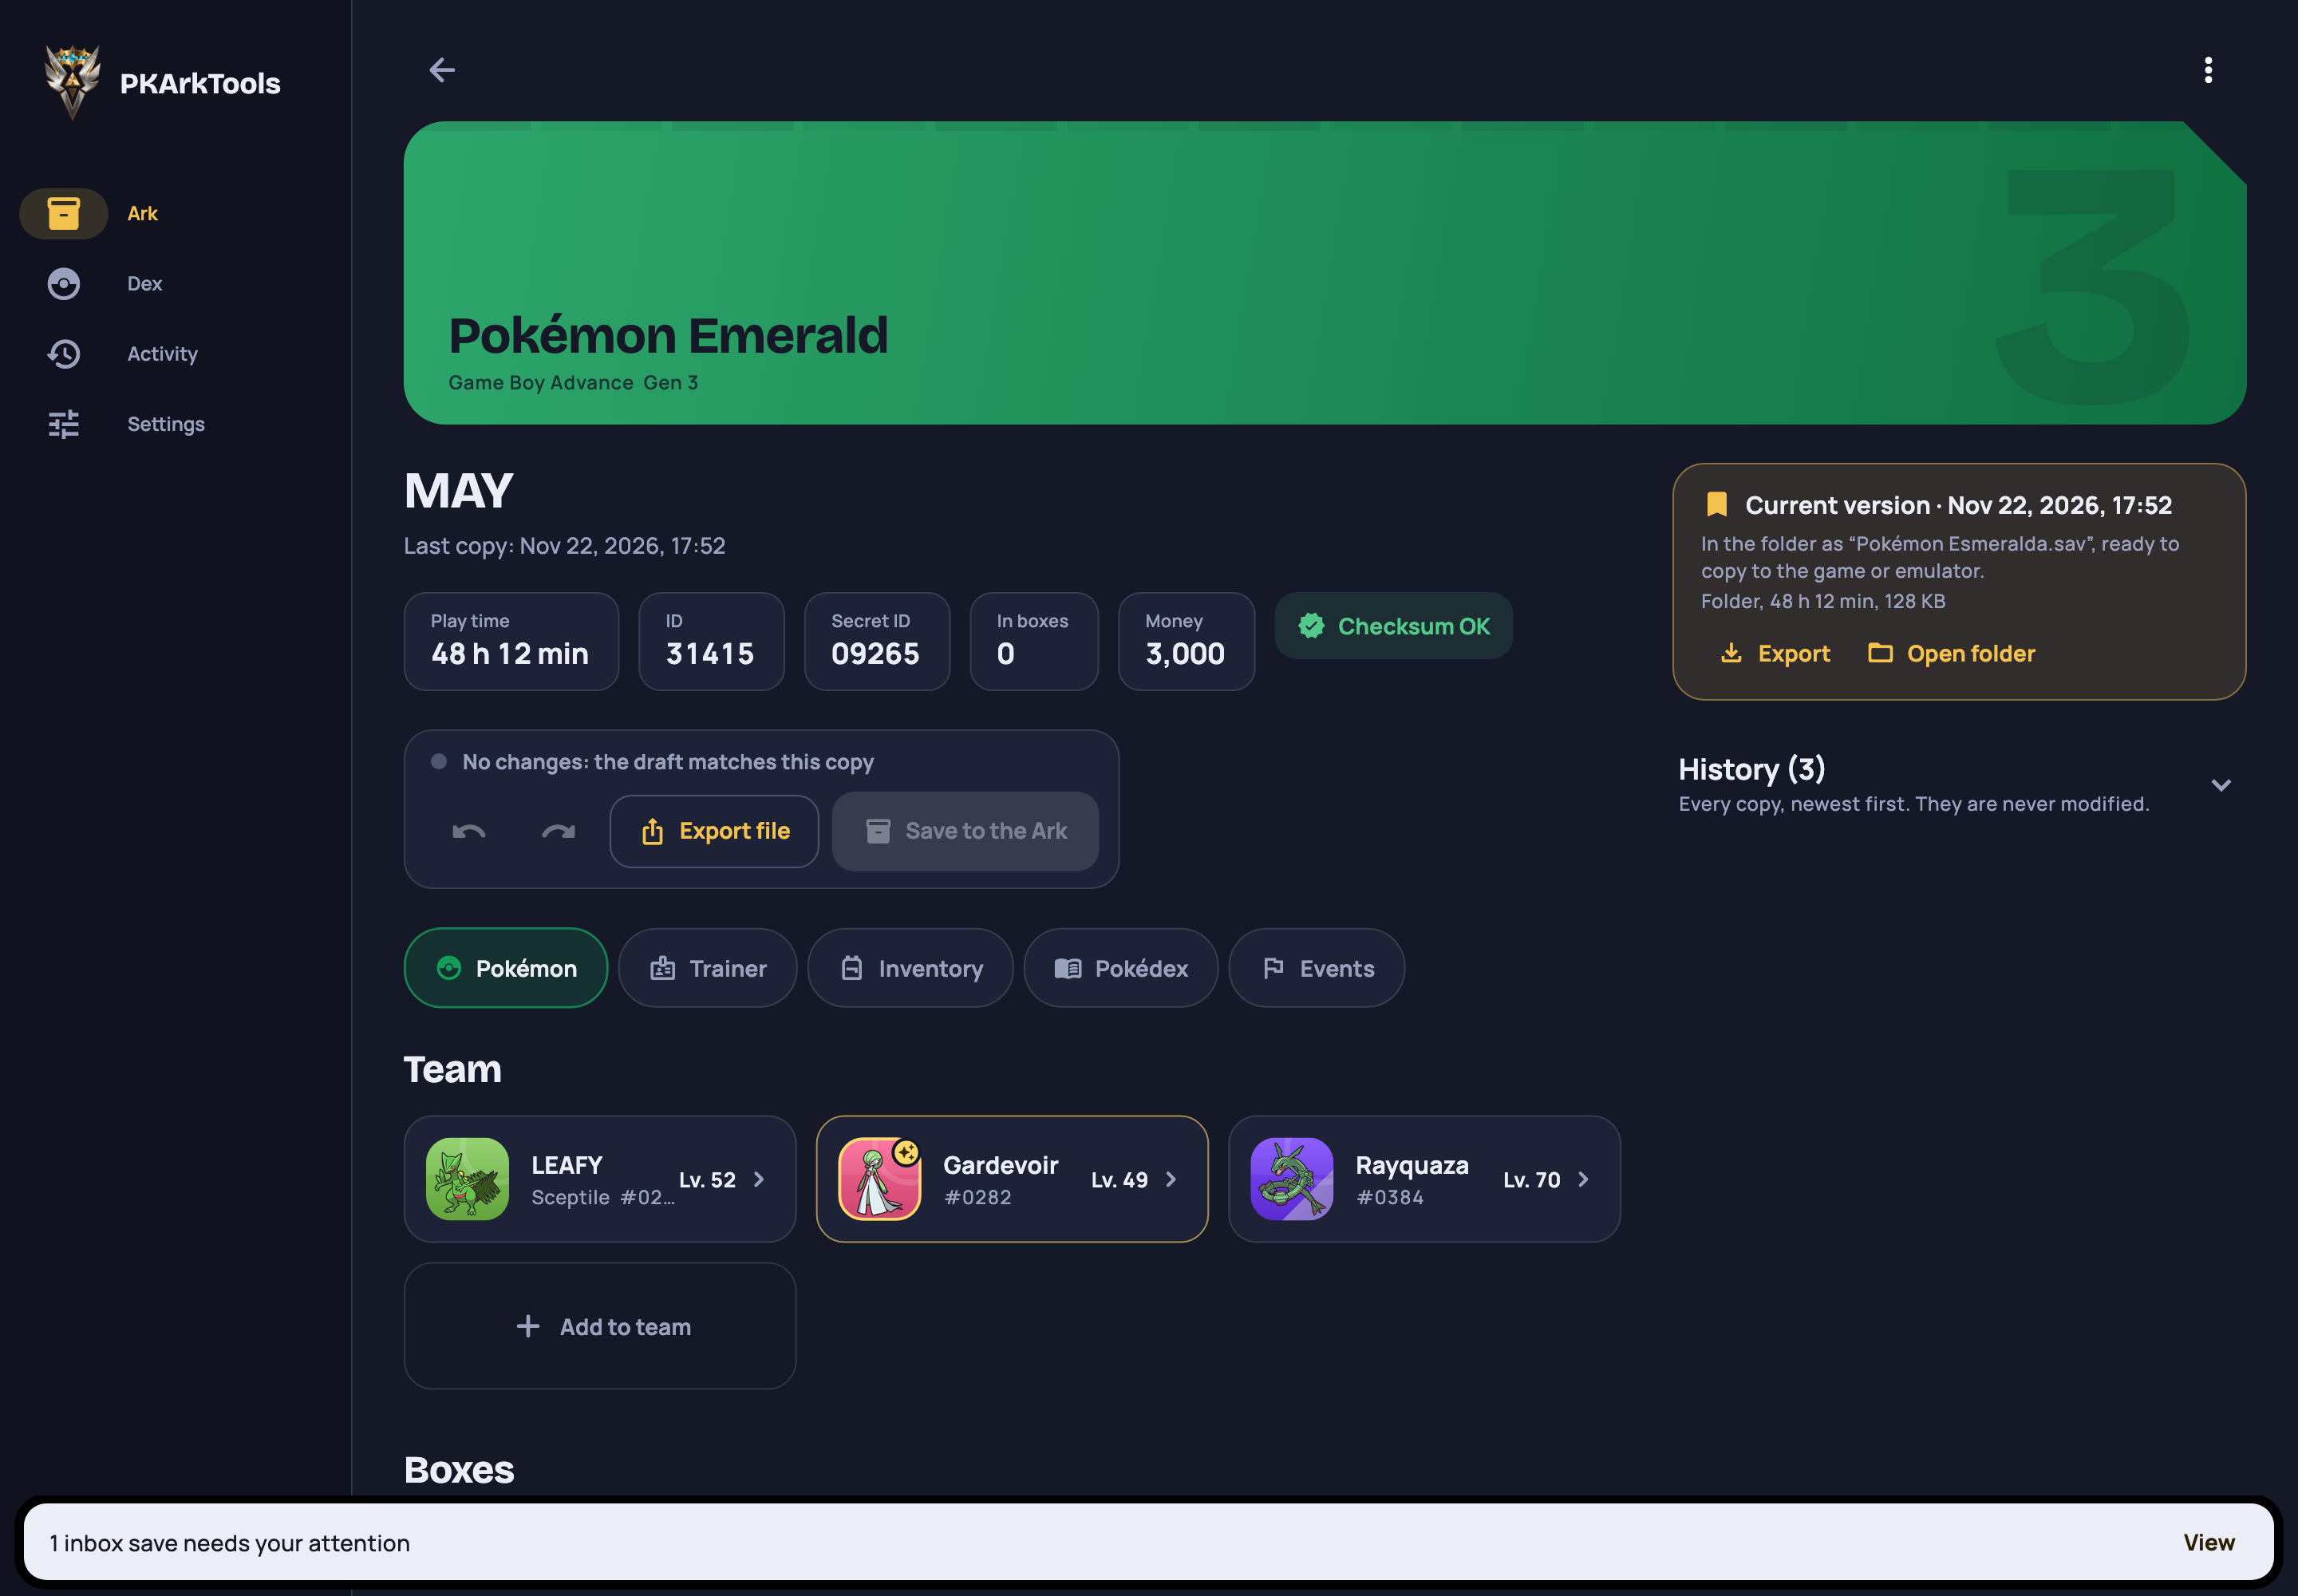 PKArkTools
Ark
Dex
Activity
Settings
3
Pokémon Emerald
Game Boy Advance Gen 3
MAY
Last copy: Nov 22, 2026, 17:52
Play time
48 h 12 min
ID
31415
Secret ID
09265
In boxes
0
Money
3,000
Checksum OK
No changes: the draft matches this copy
Export file
Save to the Ark
Current version · Nov 22, 2026, 17:52
In the folder as “Pokémon Esmeralda.sav”, ready to
copy to the game or emulator.
Folder, 48 h 12 min, 128 KB
Export
Open folder
History (3)
Every copy, newest first. They are never modified.
Pokémon
Trainer
Inventory
Pokédex
Events
Team
LEAFY
Sceptile #02...
Lv. 52
Gardevoir
#0282
Lv. 49
Rayquaza
#0384
Lv. 70
Add to team
Boxes
1 inbox save needs your attention
View